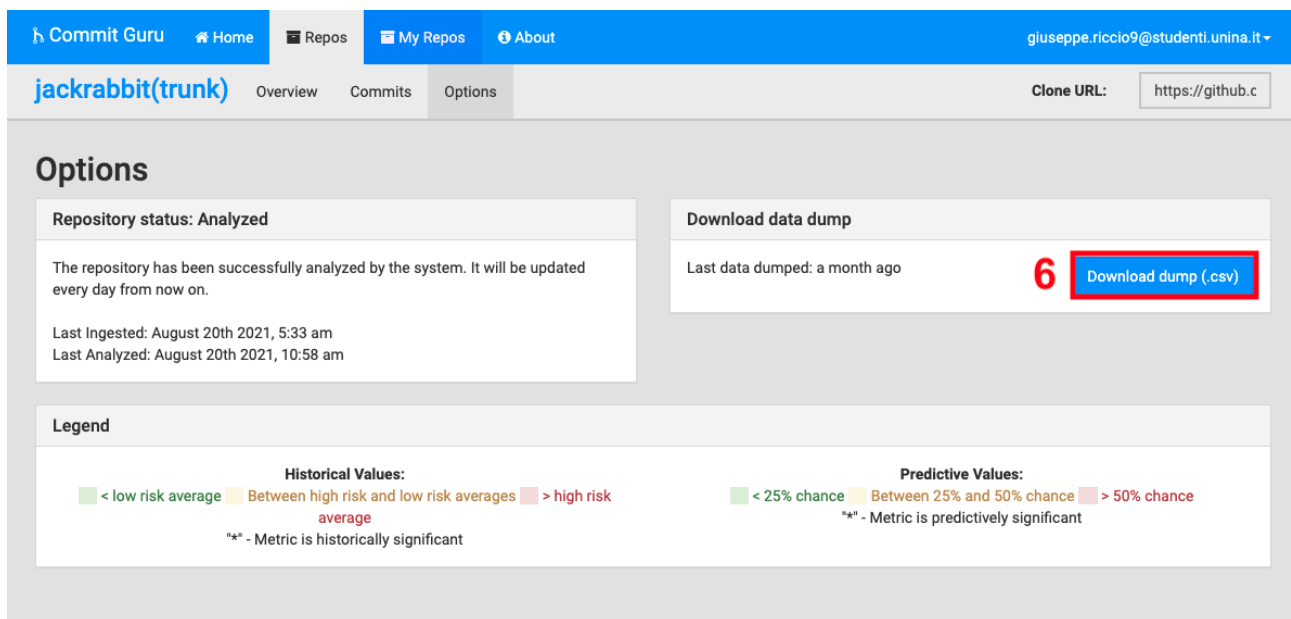 Commit Guru Home Repos My Repos About giuseppe.riccio9@studenti.unina.it
jackrabbit(trunk) Overview Commits Options Clone URL: https://github.c
Options
Repository status: Analyzed
The repository has been successfully analyzed by the system. It will be updated
every day from now on.
Last Ingested: August 20th 2021, 5:33 am
Last Analyzed: August 20th 2021, 10:58 am
Download data dump
Last data dumped: a month ago 6 Download dump (.csv)
Legend
Historical Values:
< low risk average Between high risk and low risk averages > high risk
average
"*" - Metric is historically significant
Predictive Values:
< 25% chance Between 25% and 50% chance > 50% chance
"*" - Metric is predictively significant